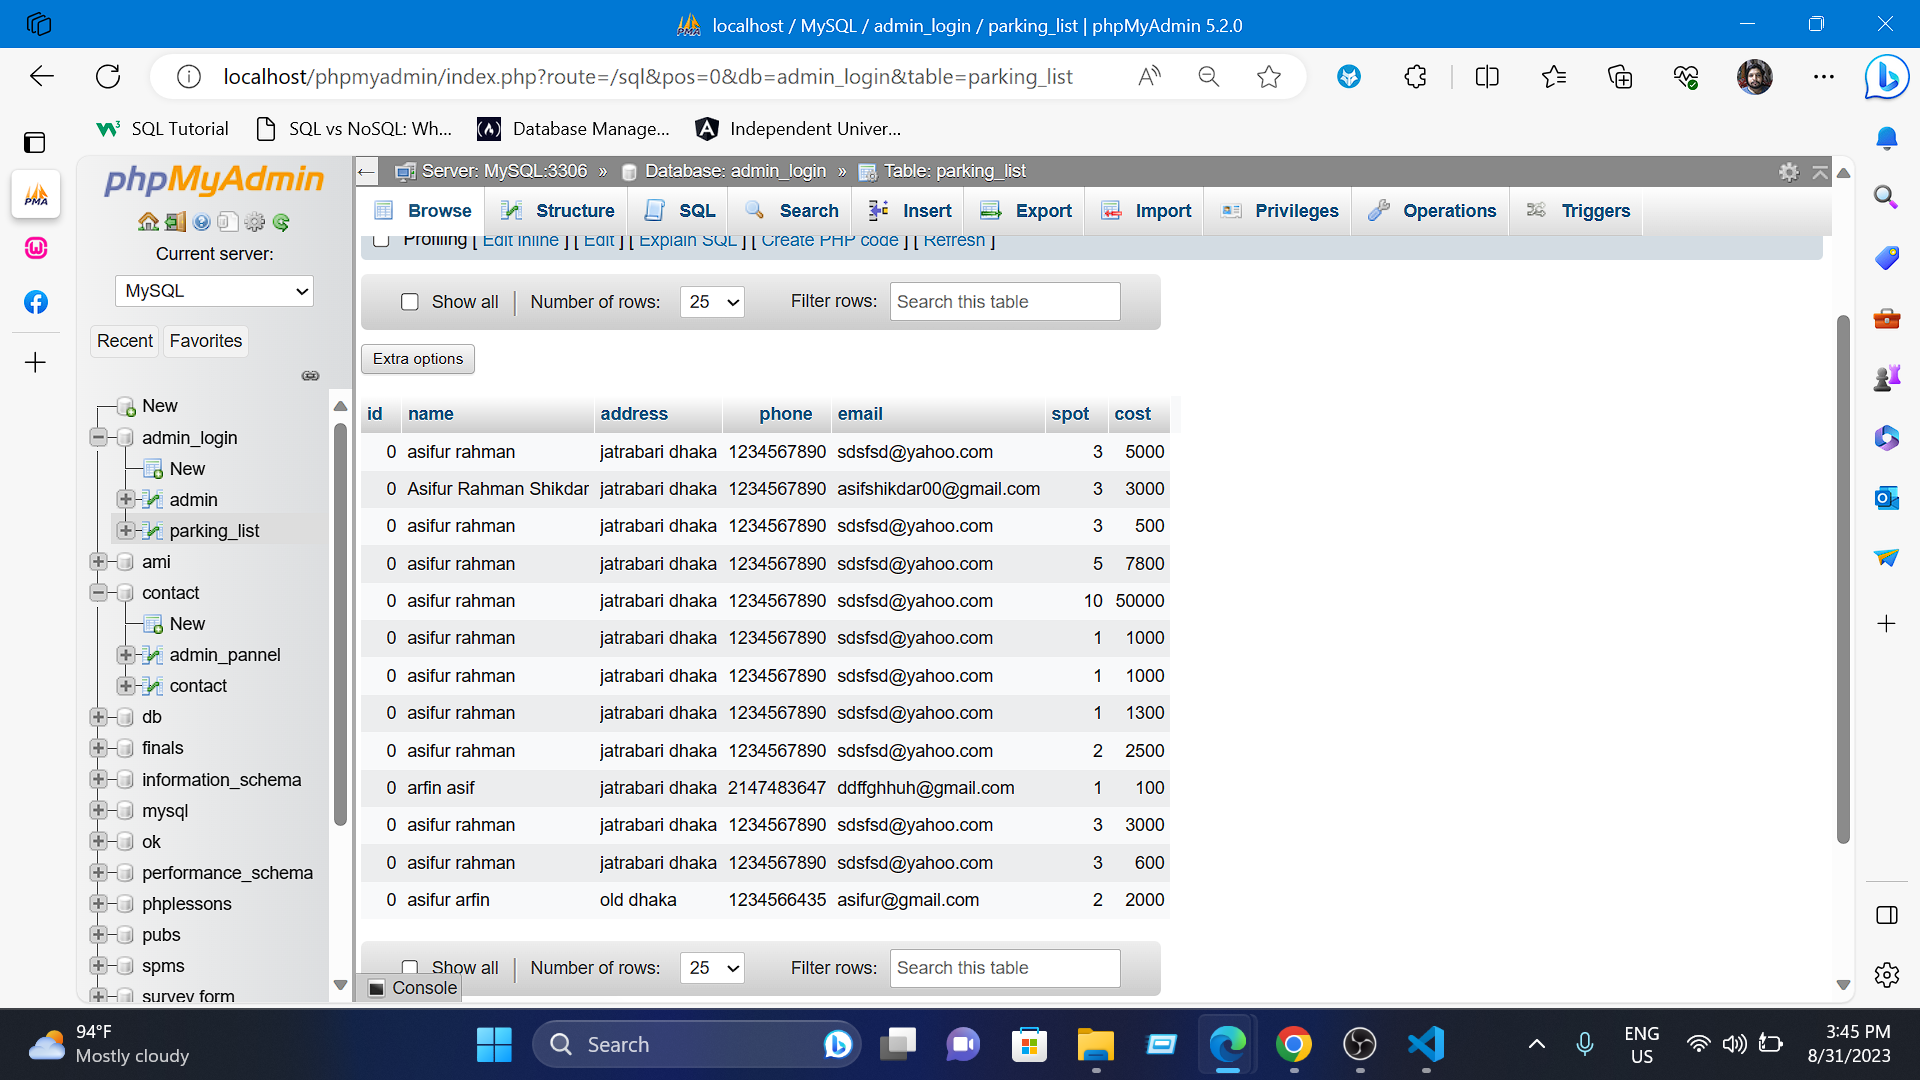 localhost / MySQL / admin_login / parking_list | phpMyAdmin 5.2.0
localhost/phpmyadmin/index.php?route=/sql&pos=0&db=admin_login&table=parking_list
SQL Tutorial SQL vs NoSQL: Wh... Database Manage... Independent Univer...
phpMyAdmin
Current server:
MySQL
Recent Favorites
New
admin_login
New
admin
parking_list
ami
contact
New
admin_pannel
contact
db
finals
information_schema
mysql
ok
performance_schema
phplessons
pubs
spms
survey form
Server: MySQL:3306 » Database: admin_login » Table: parking_list
Browse Structure SQL Search Insert Export Import Privileges Operations Triggers
Profiling [ Edit inline ] [ Edit ] [ Explain SQL ] [ Create PHP code ] [ Refresh ]
Show all Number of rows: 25 Filter rows: Search this table
Extra options
id name address phone email spot cost
0 asifur rahman jatrabari dhaka 1234567890 sdsfsd@yahoo.com 3 5000
0 Asifur Rahman Shikdar jatrabari dhaka 1234567890 asifshikdar00@gmail.com 3 3000
0 asifur rahman jatrabari dhaka 1234567890 sdsfsd@yahoo.com 3 500
0 asifur rahman jatrabari dhaka 1234567890 sdsfsd@yahoo.com 5 7800
0 asifur rahman jatrabari dhaka 1234567890 sdsfsd@yahoo.com 10 50000
0 asifur rahman jatrabari dhaka 1234567890 sdsfsd@yahoo.com 1 1000
0 asifur rahman jatrabari dhaka 1234567890 sdsfsd@yahoo.com 1 1000
0 asifur rahman jatrabari dhaka 1234567890 sdsfsd@yahoo.com 1 1300
0 asifur rahman jatrabari dhaka 1234567890 sdsfsd@yahoo.com 2 2500
0 arfin asif jatrabari dhaka 2147483647 ddffghhuh@gmail.com 1 100
0 asifur rahman jatrabari dhaka 1234567890 sdsfsd@yahoo.com 3 3000
0 asifur rahman jatrabari dhaka 1234567890 sdsfsd@yahoo.com 3 600
0 asifur arfin old dhaka 1234566435 asifur@gmail.com 2 2000
Show all Number of rows: 25 Filter rows: Search this table
Console
94°F
Mostly cloudy
Search
ENG
US
3:45 PM
8/31/2023